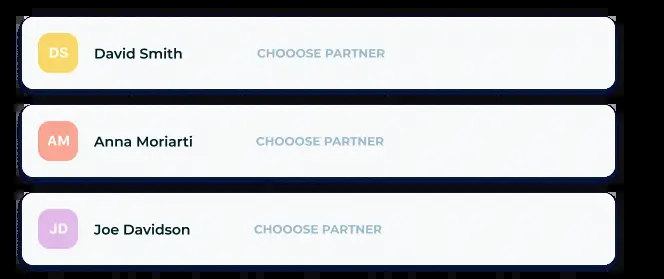 DS David Smith CHOOOSE PARTNER
AM Anna Moriarti CHOOOSE PARTNER
JD Joe Davidson CHOOOSE PARTNER